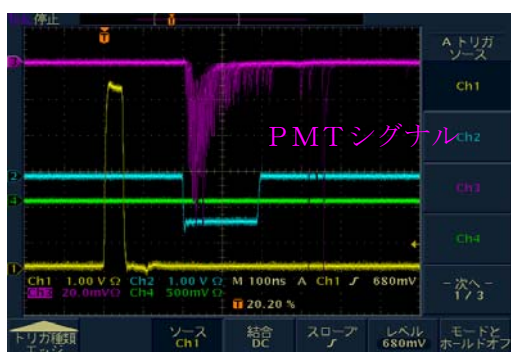 停止
A トリガ
ソース
Ch1
PMTシグナル
Ch2
Ch3
Ch4
Ch1 1.00 V Ω Ch2 1.00 V Ω M 100ns A Ch1 680mV
Ch3 20.0mVΩ Ch4 500mV Ω
20.20 %
-次へ-
1 / 3
トリガ種類
エッジ
ソース
Ch1
結合
DC
スロープ
レベル
680mV
モードと
ホールドオフ